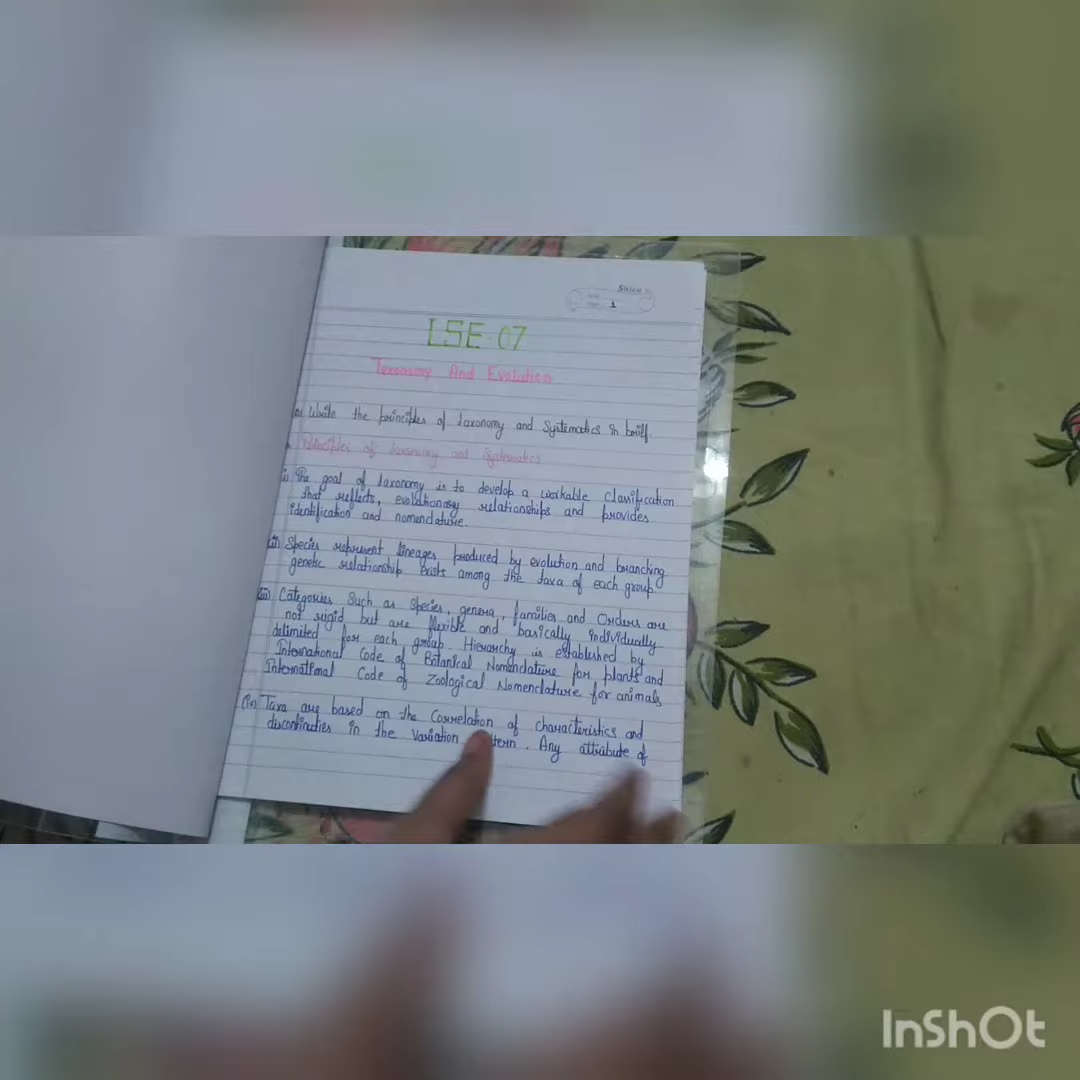 Shiva
1
LSE-07
Taxonomy And Evolution
Write the principles of taxonomy and Systematics in breif.
Principles of taxonomy and Systematics
i) The goal of taxonomy is to develop a workable classification
that reflects, evolutionary relationships and provides
identification and nomenclature.
ii) Species represent lineages produced by evolution and branching
genetic relationship exists among the taxa of each group.
iii) Categories Such as Species, genera, families and Orders are
not rigid but are flexible and basically individually
delimited for each group. Hierarchy is established by
International Code of Botanical Nomenclature for plants and
International Code of Zoological Nomenclature for animals
(iv) Taxa are based on the Correlation of characteristics and
discontinuties in the Variation pattern. Any attribute of
InShOt